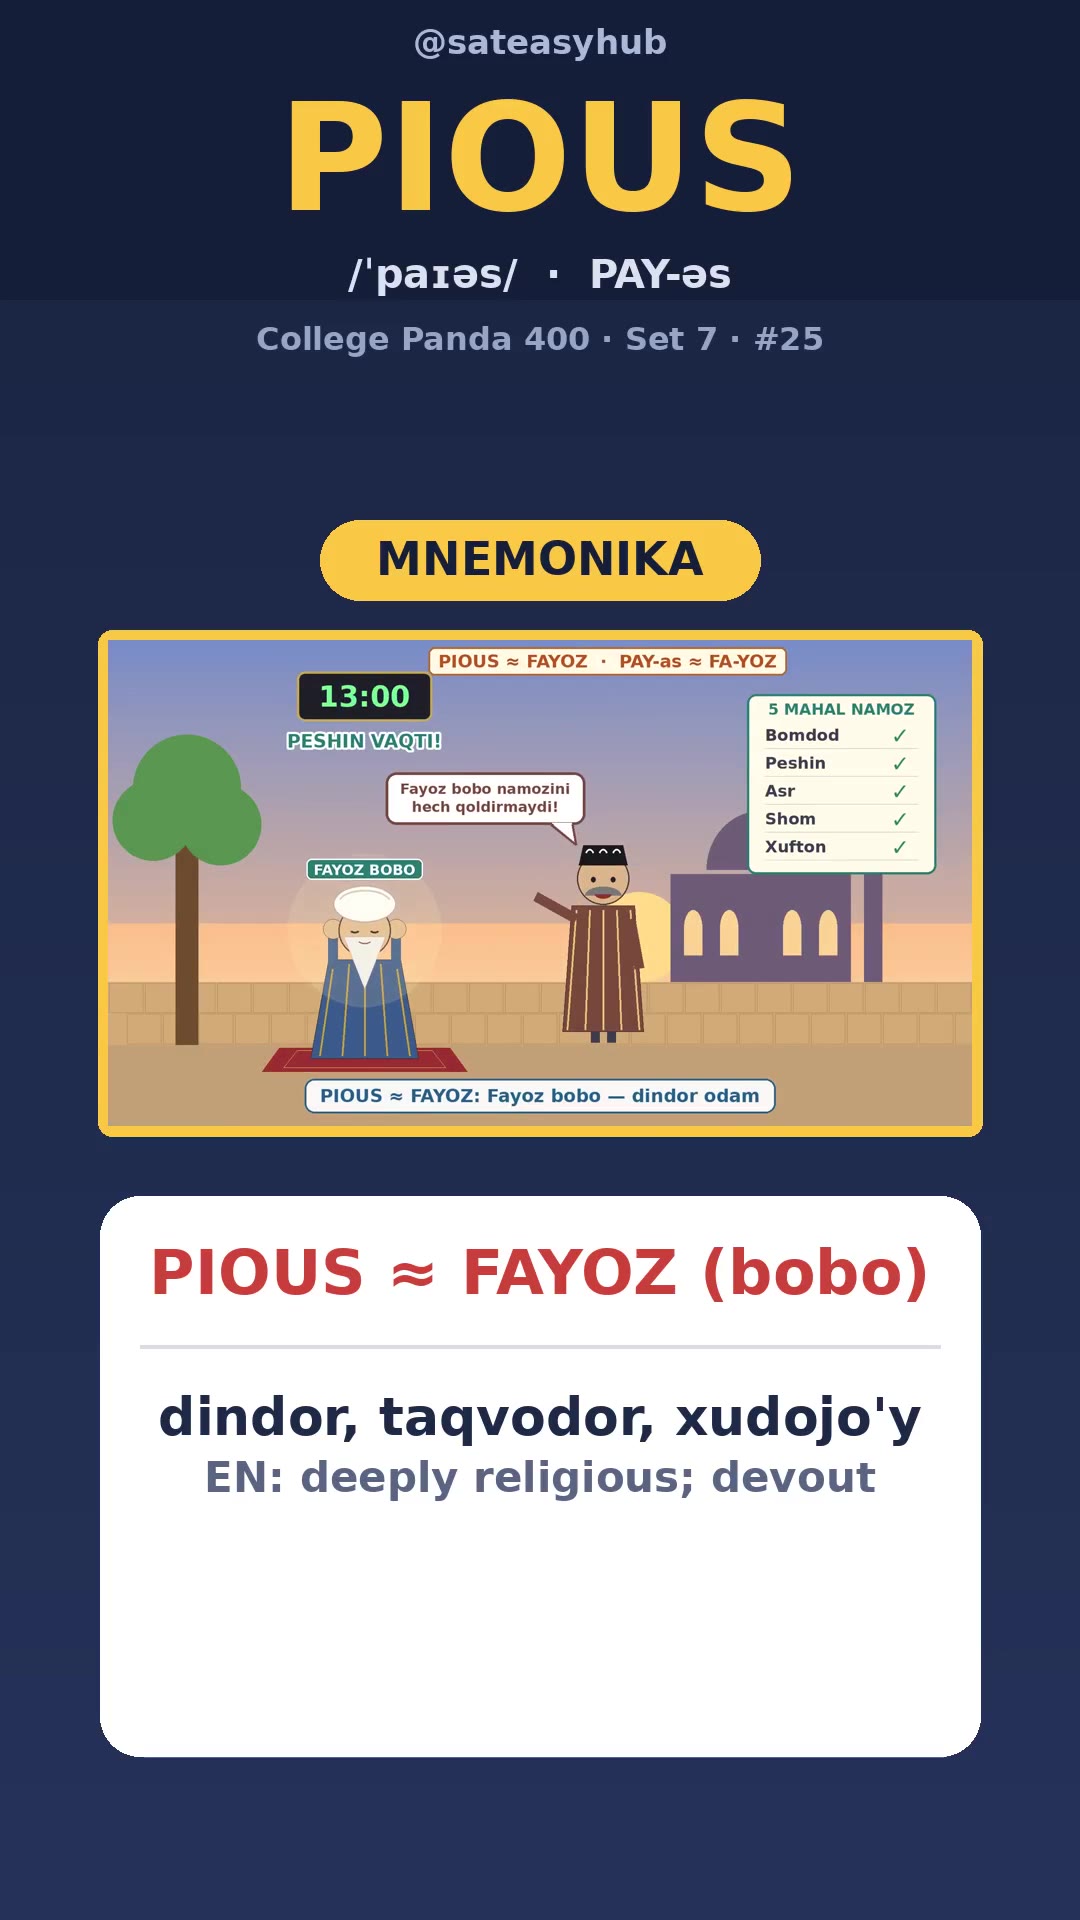 @sateasyhub
PIOUS
/ˈpaɪəs/ · PAY-əs
College Panda 400 · Set 7 · #25
MNEMONIKA
PIOUS ≈ FAYOZ · PAY-as ≈ FA-YOZ
13:00
PESHIN VAQTI!
5 MAHAL NAMOZ
Bomdod ✓
Peshin ✓
Asr ✓
Shom ✓
Xufton ✓
Fayoz bobo namozini
hech qoldirmaydi!
FAYOZ BOBO
PIOUS ≈ FAYOZ: Fayoz bobo — dindor odam
PIOUS ≈ FAYOZ (bobo)
dindor, taqvodor, xudojo'y
EN: deeply religious; devout